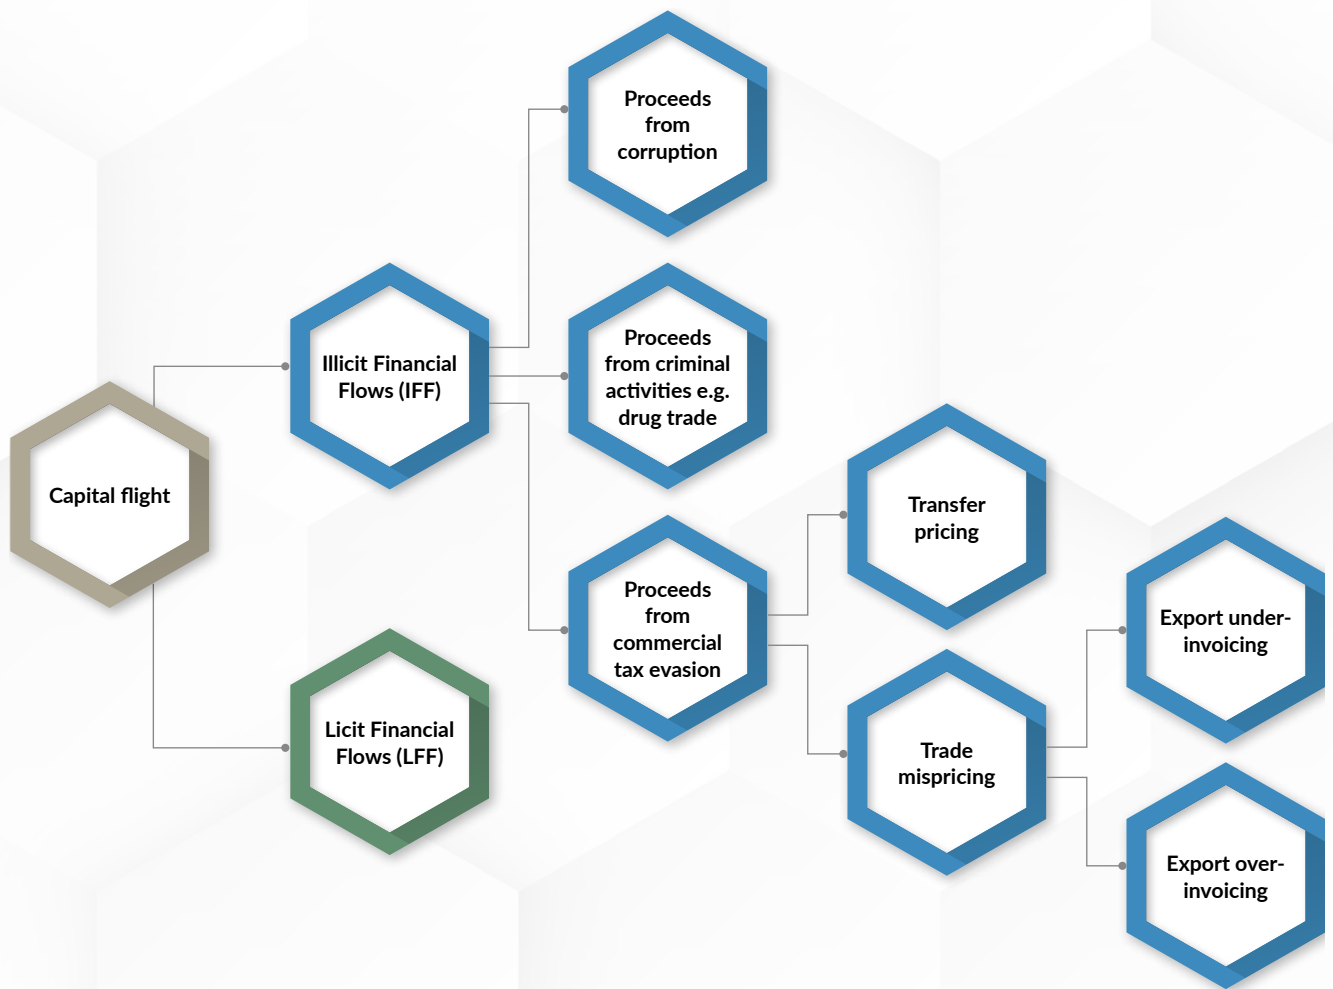 Proceeds
from
corruption
Illicit Financial
Flows (IFF)
Proceeds
from criminal
activities e.g.
drug trade
Capital flight
Transfer
pricing
Proceeds
from
commercial
tax evasion
Export under-
invoicing
Licit Financial
Flows (LFF)
Trade
mispricing
Export over-
invoicing